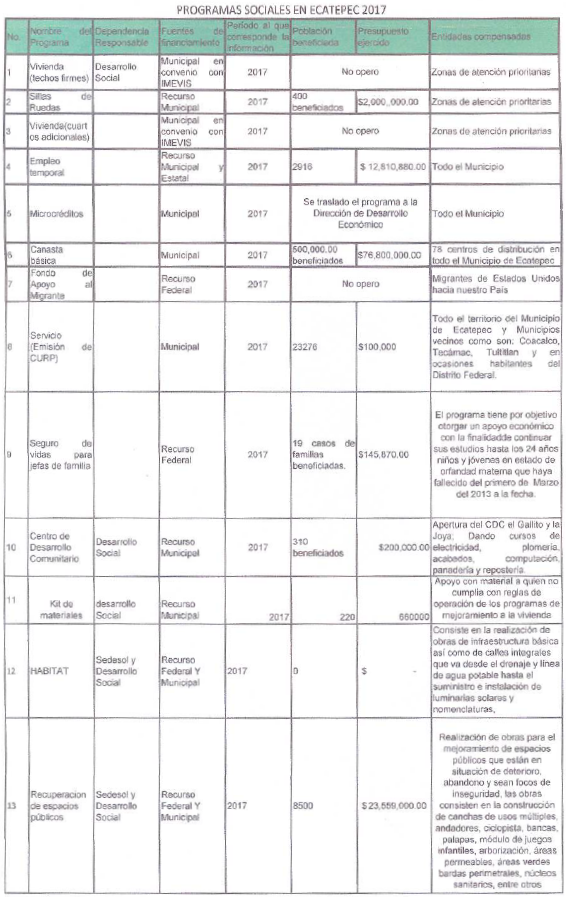 PROGRAMAS SOCIALES EN ECATEPEC 2017
No. Nombre del Programa Dependencia Responsable Fuentes de financiamiento Periodo al que corresponde la información Población beneficiada Presupuesto ejercido Entidades compensadas
1 Vivienda (techos firmes) Desarrollo Social Municipal en convenio con IMEVIS 2017 No opero Zonas de atención prioritarias
2 Sillas de Ruedas Recurso Municipal 2017 400 beneficiados $2,000,,000.00 Zonas de atención prioritarias
3 Vivienda(cuartos adicionales) Municipal en convenio con IMEVIS 2017 No opero Zonas de atención prioritarias
4 Empleo temporal Recurso Municipal y Estatal 2017 2916 $ 12,610,880.00 Todo el Municipio
5 Microcréditos Municipal 2017 Se traslado el programa a la Dirección de Desarrollo Económico Todo el Municipio
6 Canasta básica Municipal 2017 500,000.00 beneficiados $76,800,000.00 78 centros de distribución en todo el Municipio de Ecatepec
7 Fondo de Apoyo al Migrante Recurso Federal 2017 No opero Migrantes de Estados Unidos hacia nuestro País
8 Servicio (Emisión de CURP) Municipal 2017 23276 $100,000 Todo el territorio del Municipio de Ecatepec y Municipios vecinos como son: Coacalco, Tecámac, Tultitlan y en ocasiones habitantes del Distrito Federal.
9 Seguro de vidas para jefas de familia Recurso Federal 2017 19 casos de familias beneficiadas. $145,870.00 El programa tiene por objetivo otorgar un apoyo económico con la finalidadde continuar sus estudios hasta los 24 años niños y jóvenes en estado de orfandad materna que haya fallecido del primero de Marzo del 2013 a la fecha.
10 Centro de Desarrollo Comunitario Desarrollo Social Recurso Municipal 2017 310 beneficiados $200,000.00 Apertura del CDC el Gallito y la Joya; Dando cursos de electricidad, plomería, acabados, computación, panadería y repostería.
11 Kit de materiales desarrollo Social Recurso Municipal 2017 220 660000 Apoyo con material a quien no cumplia con reglas de operación de los programas de mejoramiento a la vivienda
12 HABITAT Sedesol y Desarrollo Social Recurso Federal Y Municipal 2017 0 $ - Consiste en la realización de obras de infraestructura básica así como de calles integrales que va desde el drenaje y línea de agua potable hasta el suministro e instalación de luminarias solares y nomenclaturas,
13 Recuperacion de espacios públicos Sedesol y Desarrollo Social Recurso Federal Y Municipal 2017 8500 $ 23,559,000.00 Realización de obras para el mejoramiento de espacios públicos que están en situación de deterioro, abandono y sean focos de inseguridad, las obras consisten en la construcción de canchas de usos múltiples, andadores, ciclopista, bancas, palapas, módulo de juegos infantiles, arborización, áreas permeables, áreas verdes bardas perimetrales, núcleos sanitarios, entre otros